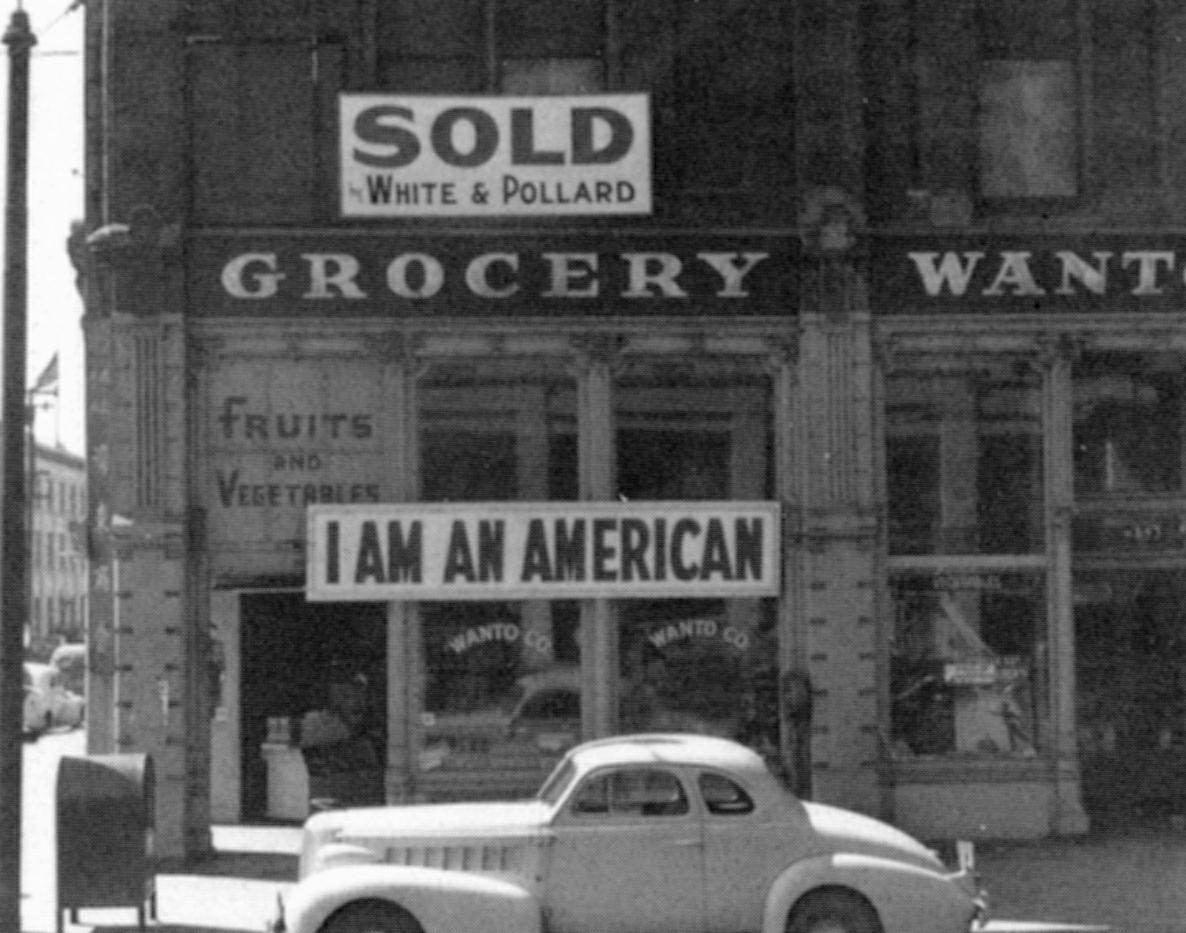 SOLD
by WHITE & POLLARD
GROCERY
WANTO
FRUITS
AND
VEGETABLES
I AM AN AMERICAN
WANTO CO.
WANTO CO.